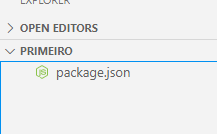 EXPLORER
OPEN EDITORS
PRIMEIRO
package.json